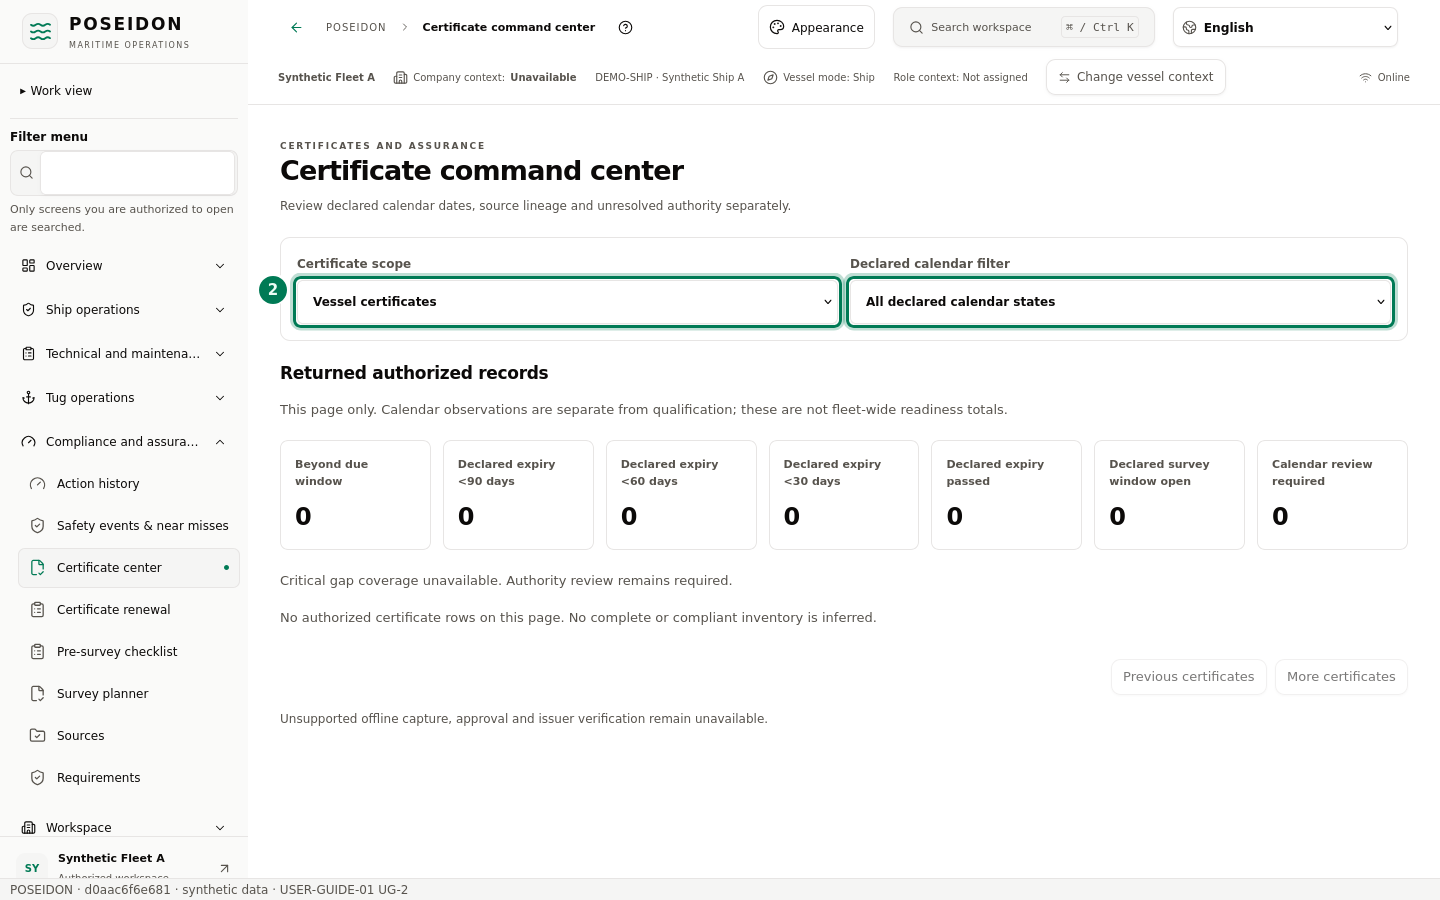 POSEIDON
MARITIME OPERATIONS
POSEIDON
Certificate command center
Appearance
Search workspace
⌘ / Ctrl K
English
Synthetic Fleet A
Company context: Unavailable
DEMO-SHIP · Synthetic Ship A
Vessel mode: Ship
Role context: Not assigned
Change vessel context
Online
Work view
Filter menu
Only screens you are authorized to open
are searched.
Overview
Ship operations
Technical and maintena…
Tug operations
Compliance and assura…
Action history
Safety events & near misses
Certificate center
Certificate renewal
Pre-survey checklist
Survey planner
Sources
Requirements
Workspace
SY
Synthetic Fleet A
Authorized workspace
CERTIFICATES AND ASSURANCE
Certificate command center
Review declared calendar dates, source lineage and unresolved authority separately.
2
Certificate scope
Vessel certificates
Declared calendar filter
All declared calendar states
Returned authorized records
This page only. Calendar observations are separate from qualification; these are not fleet-wide readiness totals.
Beyond due
window
0
Declared expiry
<90 days
0
Declared expiry
<60 days
0
Declared expiry
<30 days
0
Declared expiry
passed
0
Declared survey
window open
0
Calendar review
required
0
Critical gap coverage unavailable. Authority review remains required.
No authorized certificate rows on this page. No complete or compliant inventory is inferred.
Previous certificates
More certificates
Unsupported offline capture, approval and issuer verification remain unavailable.
POSEIDON · d0aac6f6e681 · synthetic data · USER-GUIDE-01 UG-2